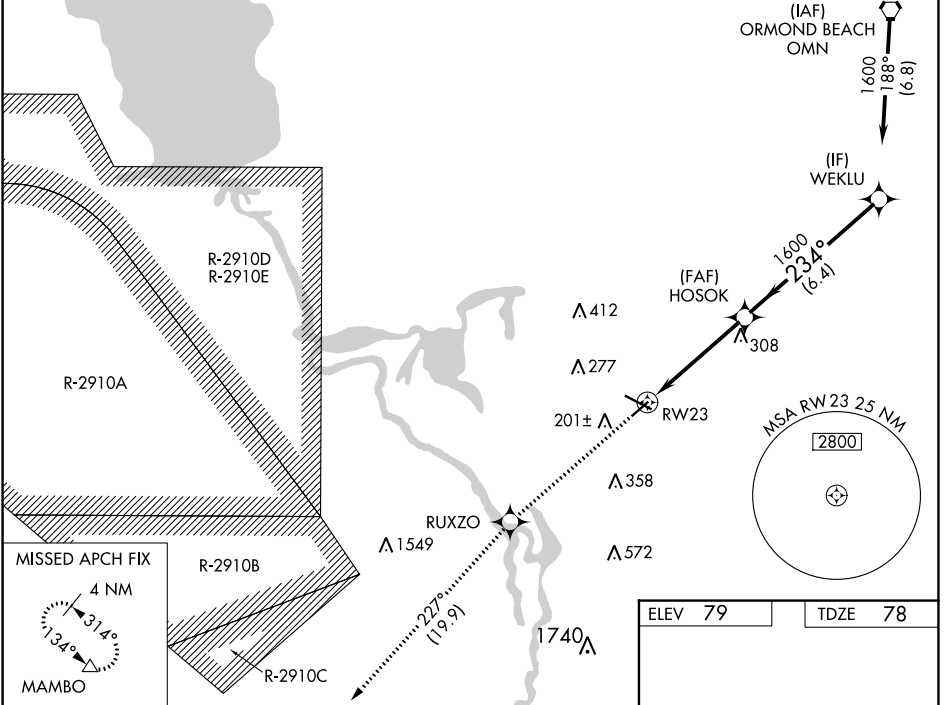 (IAF)
ORMOND BEACH
OMN
1600
188°
(6.8)
(IF)
WEKLU
1600
234°
(6.4)
(FAF)
HOSOK
R-2910D
R-2910E
412
308
277
R-2910A
RW23
201±
MSA RW23 25 NM
2800
358
RUXZO
1549
572
R-2910B
MISSED APCH FIX
4 NM
314°
134°
MAMBO
227°
(19.9)
1740
R-2910C
ELEV 79
TDZE 78